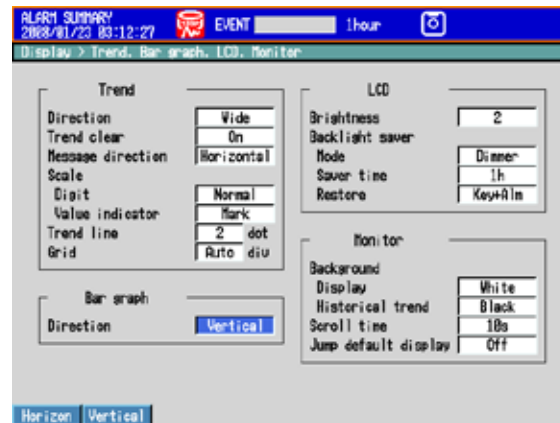 ALARM SUMMARY
2008/01/23 03:12:27 EVENT 1hour
Display > Trend, Bar graph, LCD, Monitor
Trend
Direction Wide
Trend clear On
Message direction Horizontal
Scale
Digit Normal
Value indicator Mark
Trend line 2 dot
Grid Auto div
Bar graph
Direction Vertical
LCD
Brightness 2
Backlight saver
Mode Dimmer
Saver time 1h
Restore Key+Alm
Monitor
Background
Display White
Historical trend Black
Scroll time 10s
Jump default display Off
Horizon Vertical